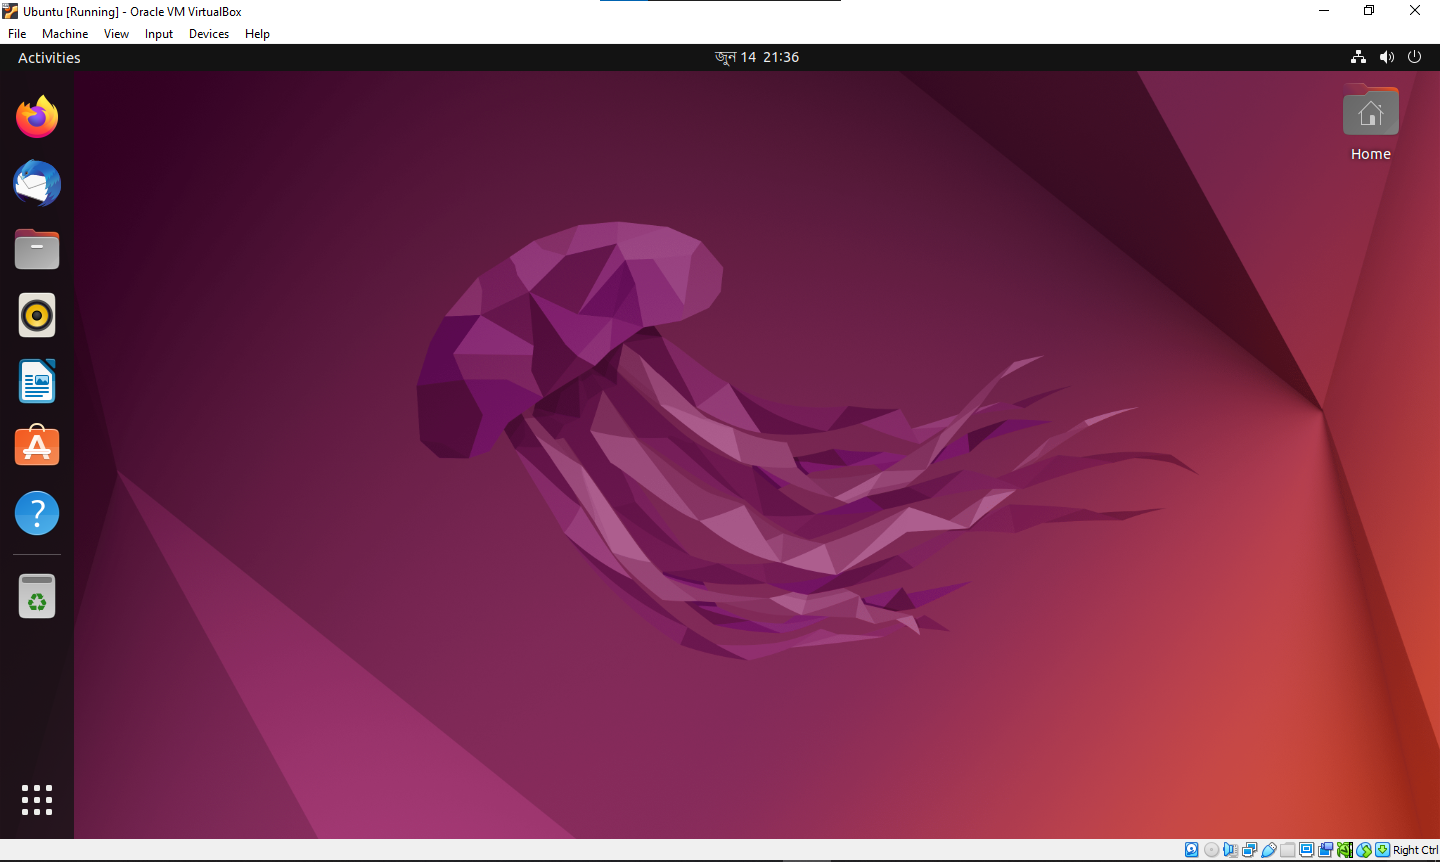 Ubuntu [Running] - Oracle VM VirtualBox
File Machine View Input Devices Help
Activities
জুন 14 21:36
Home
Right Ctrl